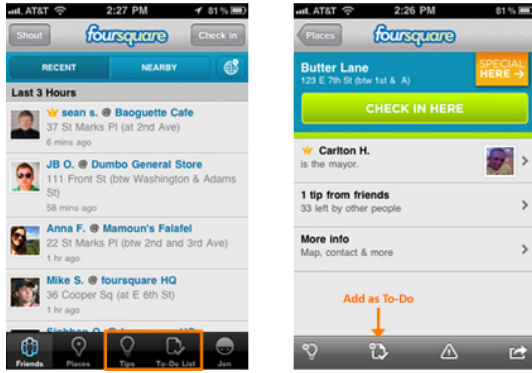 AT&T 2:27 PM 81 %
Shout foursquare Check in
RECENT NEARBY
Last 3 Hours
sean s. @ Baoguette Cafe
37 St Marks Pl (at 2nd Ave)
6 mins ago
JB O. @ Dumbo General Store
111 Front St (btw Washington & Adams
St)
58 mins ago
Anna F. @ Mamoun's Falafel
22 St Marks Pl (btw 2nd and 3rd Ave)
1 hr ago
Mike S. @ foursquare HQ
36 Cooper Sq (at E 6th St)
1 hr ago
Friends Places Tips To-Do List Jun
AT&T 2:26 PM 81 %
Places foursquare
Butter Lane
123 E 7th St (btw 1st & A)
SPECIAL
HERE →
CHECK IN HERE
Carlton H.
is the mayor.
1 tip from friends
33 left by other people
More info
Map, contact & more
Add as To-Do